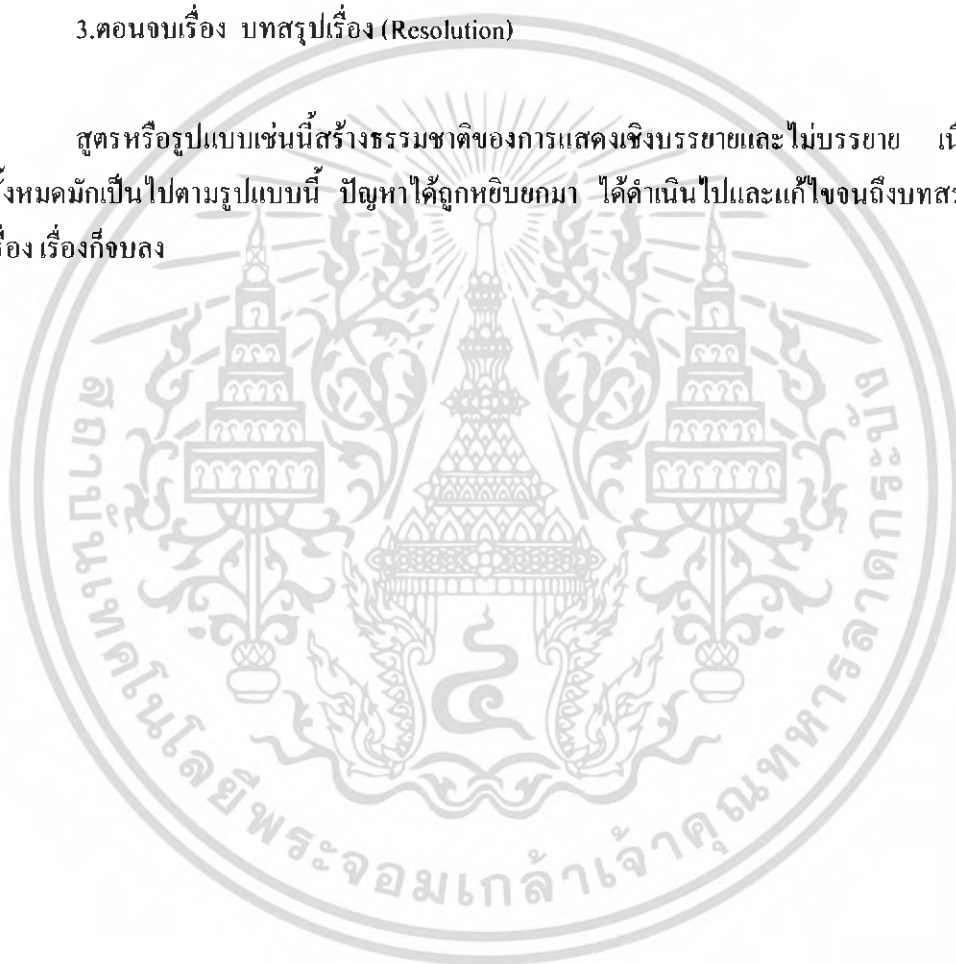 3.ตอนจบเรื่อง บทสรุปเรื่อง (Resolution)
สูตรหรือรูปแบบเช่นนี้สร้างธรรมชาติของการแสดงเชิงบรรยายและไม่บรรยาย
ั้งหมดมักเป็นไปตามรูปแบบนี้ ปัญหาได้ถูกหยิบยกมา ได้ดำเนินไปและแก้ไขจนถึงบทสร
รื่อง เรื่องก็จบลง
สถาบันเทคโนโลยีพระจอมเกล้าเจ้าคุณทหารลาดกระบัง